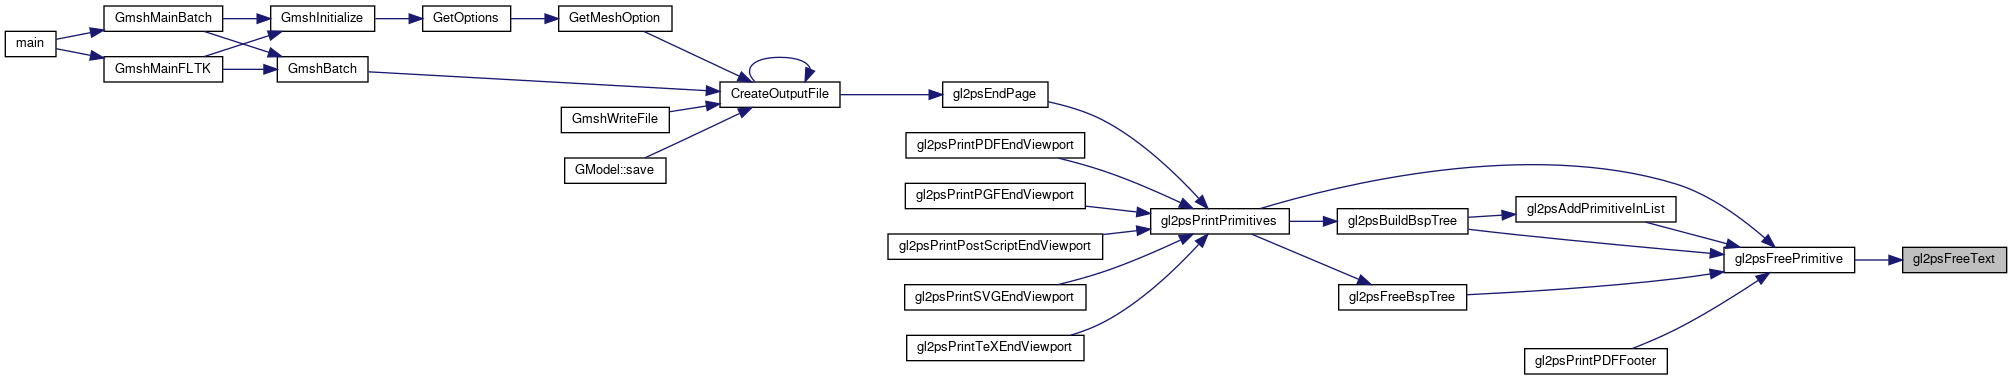 main
GmshMainBatch
GmshMainFLTK
GmshInitialize
GmshBatch
GetOptions
GetMeshOption
GmshWriteFile
GModel::save
CreateOutputFile
gl2psEndPage
gl2psPrintPDFEndViewport
gl2psPrintPGFEndViewport
gl2psPrintPostScriptEndViewport
gl2psPrintSVGEndViewport
gl2psPrintTeXEndViewport
gl2psPrintPrimitives
gl2psBuildBspTree
gl2psFreeBspTree
gl2psAddPrimitiveInList
gl2psPrintPDFFooter
gl2psFreePrimitive
gl2psFreeText